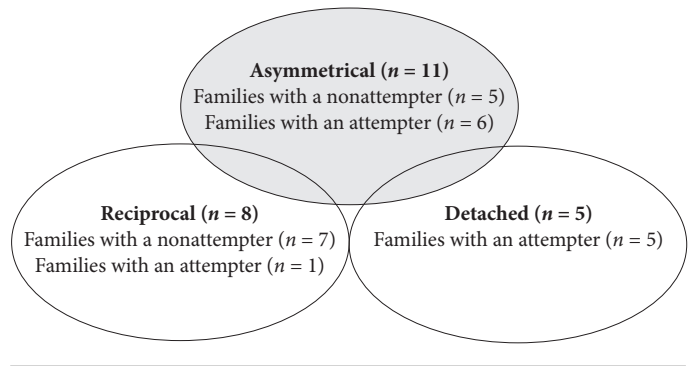 Asymmetrical (n = 11)
Families with a nonattempter (n = 5)
Families with an attempter (n = 6)
Reciprocal (n = 8)
Families with a nonattempter (n = 7)
Families with an attempter (n = 1)
Detached (n = 5)
Families with an attempter (n = 5)